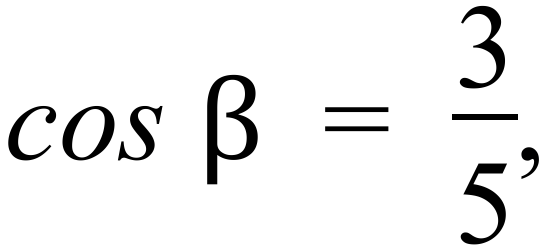 cos β = 3/5,